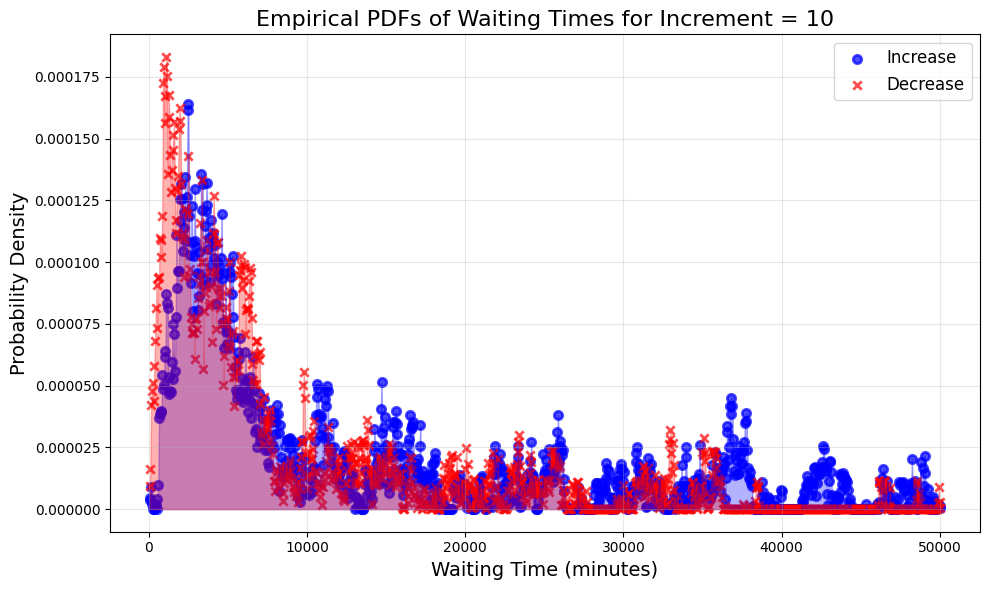 Empirical PDFs of Waiting Times for Increment = 10
Increase
Decrease
Probability Density
0.000175
0.000150
0.000125
0.000100
0.000075
0.000050
0.000025
0.000000
0
10000
20000
30000
40000
50000
Waiting Time (minutes)